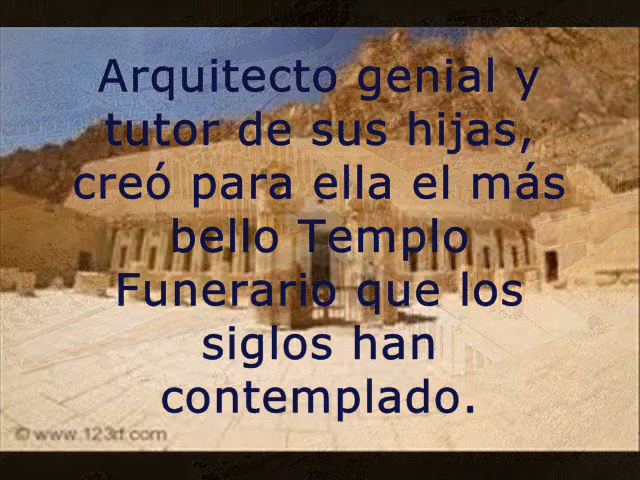 Arquitecto genial y
tutor de sus hijas,
creó para ella el más
bello Templo
Funerario que los
siglos han
contemplado.
© www.123rf.com